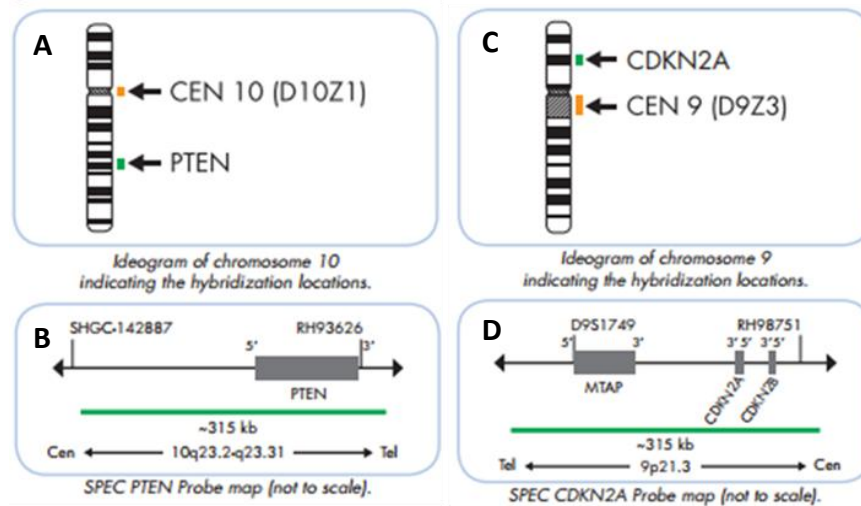 A
CEN 10 (D10Z1)
PTEN
Ideogram of chromosome 10
indicating the hybridization locations.
B
SHGC-142887 RH93626
5' 3'
PTEN
~315 kb
Cen 10q23.2-q23.31 Tel
SPEC PTEN Probe map (not to scale).
C
CDKN2A
CEN 9 (D9Z3)
Ideogram of chromosome 9
indicating the hybridization locations.
D
D9S1749 RH98751
5' 3' 3' 5' 3' 5'
MTAP CDKN2A CDKN2B
~315 kb
Tel 9p21.3 Cen
SPEC CDKN2A Probe map (not to scale).